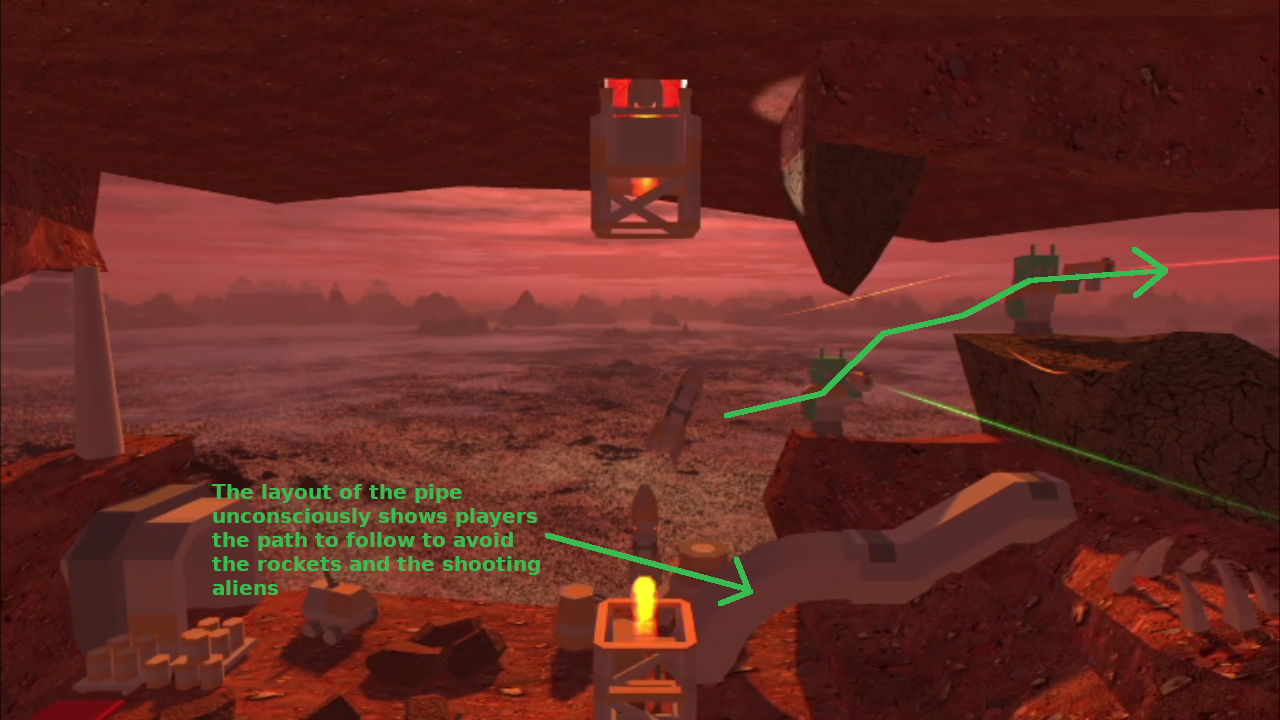 The layout of the pipe
unconsciously shows players
the path to follow to avoid
the rockets and the shooting
aliens